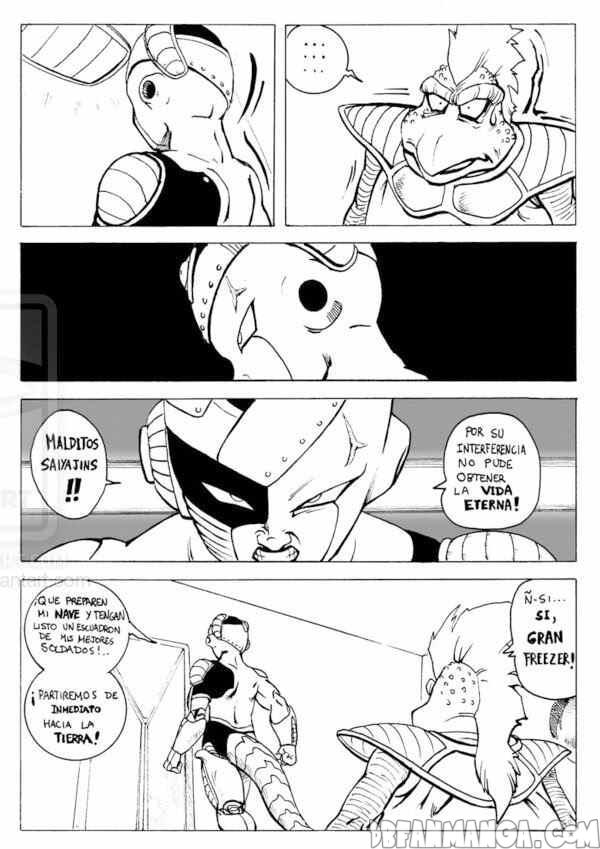 ...
...
...
MALDITOS
SAIYAJINS
!!
POR SU
INTERFERENCIA
NO PUDE
OBTENER
LA VIDA
ETERNA!
¡QUE PREPAREN
MI NAVE Y TENGAN
LISTO UN ESCUADRON
DE MIS MEJORES
SOLDADOS!..
¡PARTIREMOS DE
INMEDIATO
HACIA LA
TIERRA!
Ñ-SI...
SI,
GRAN
FREEZER!
DBFANMANGA.COM